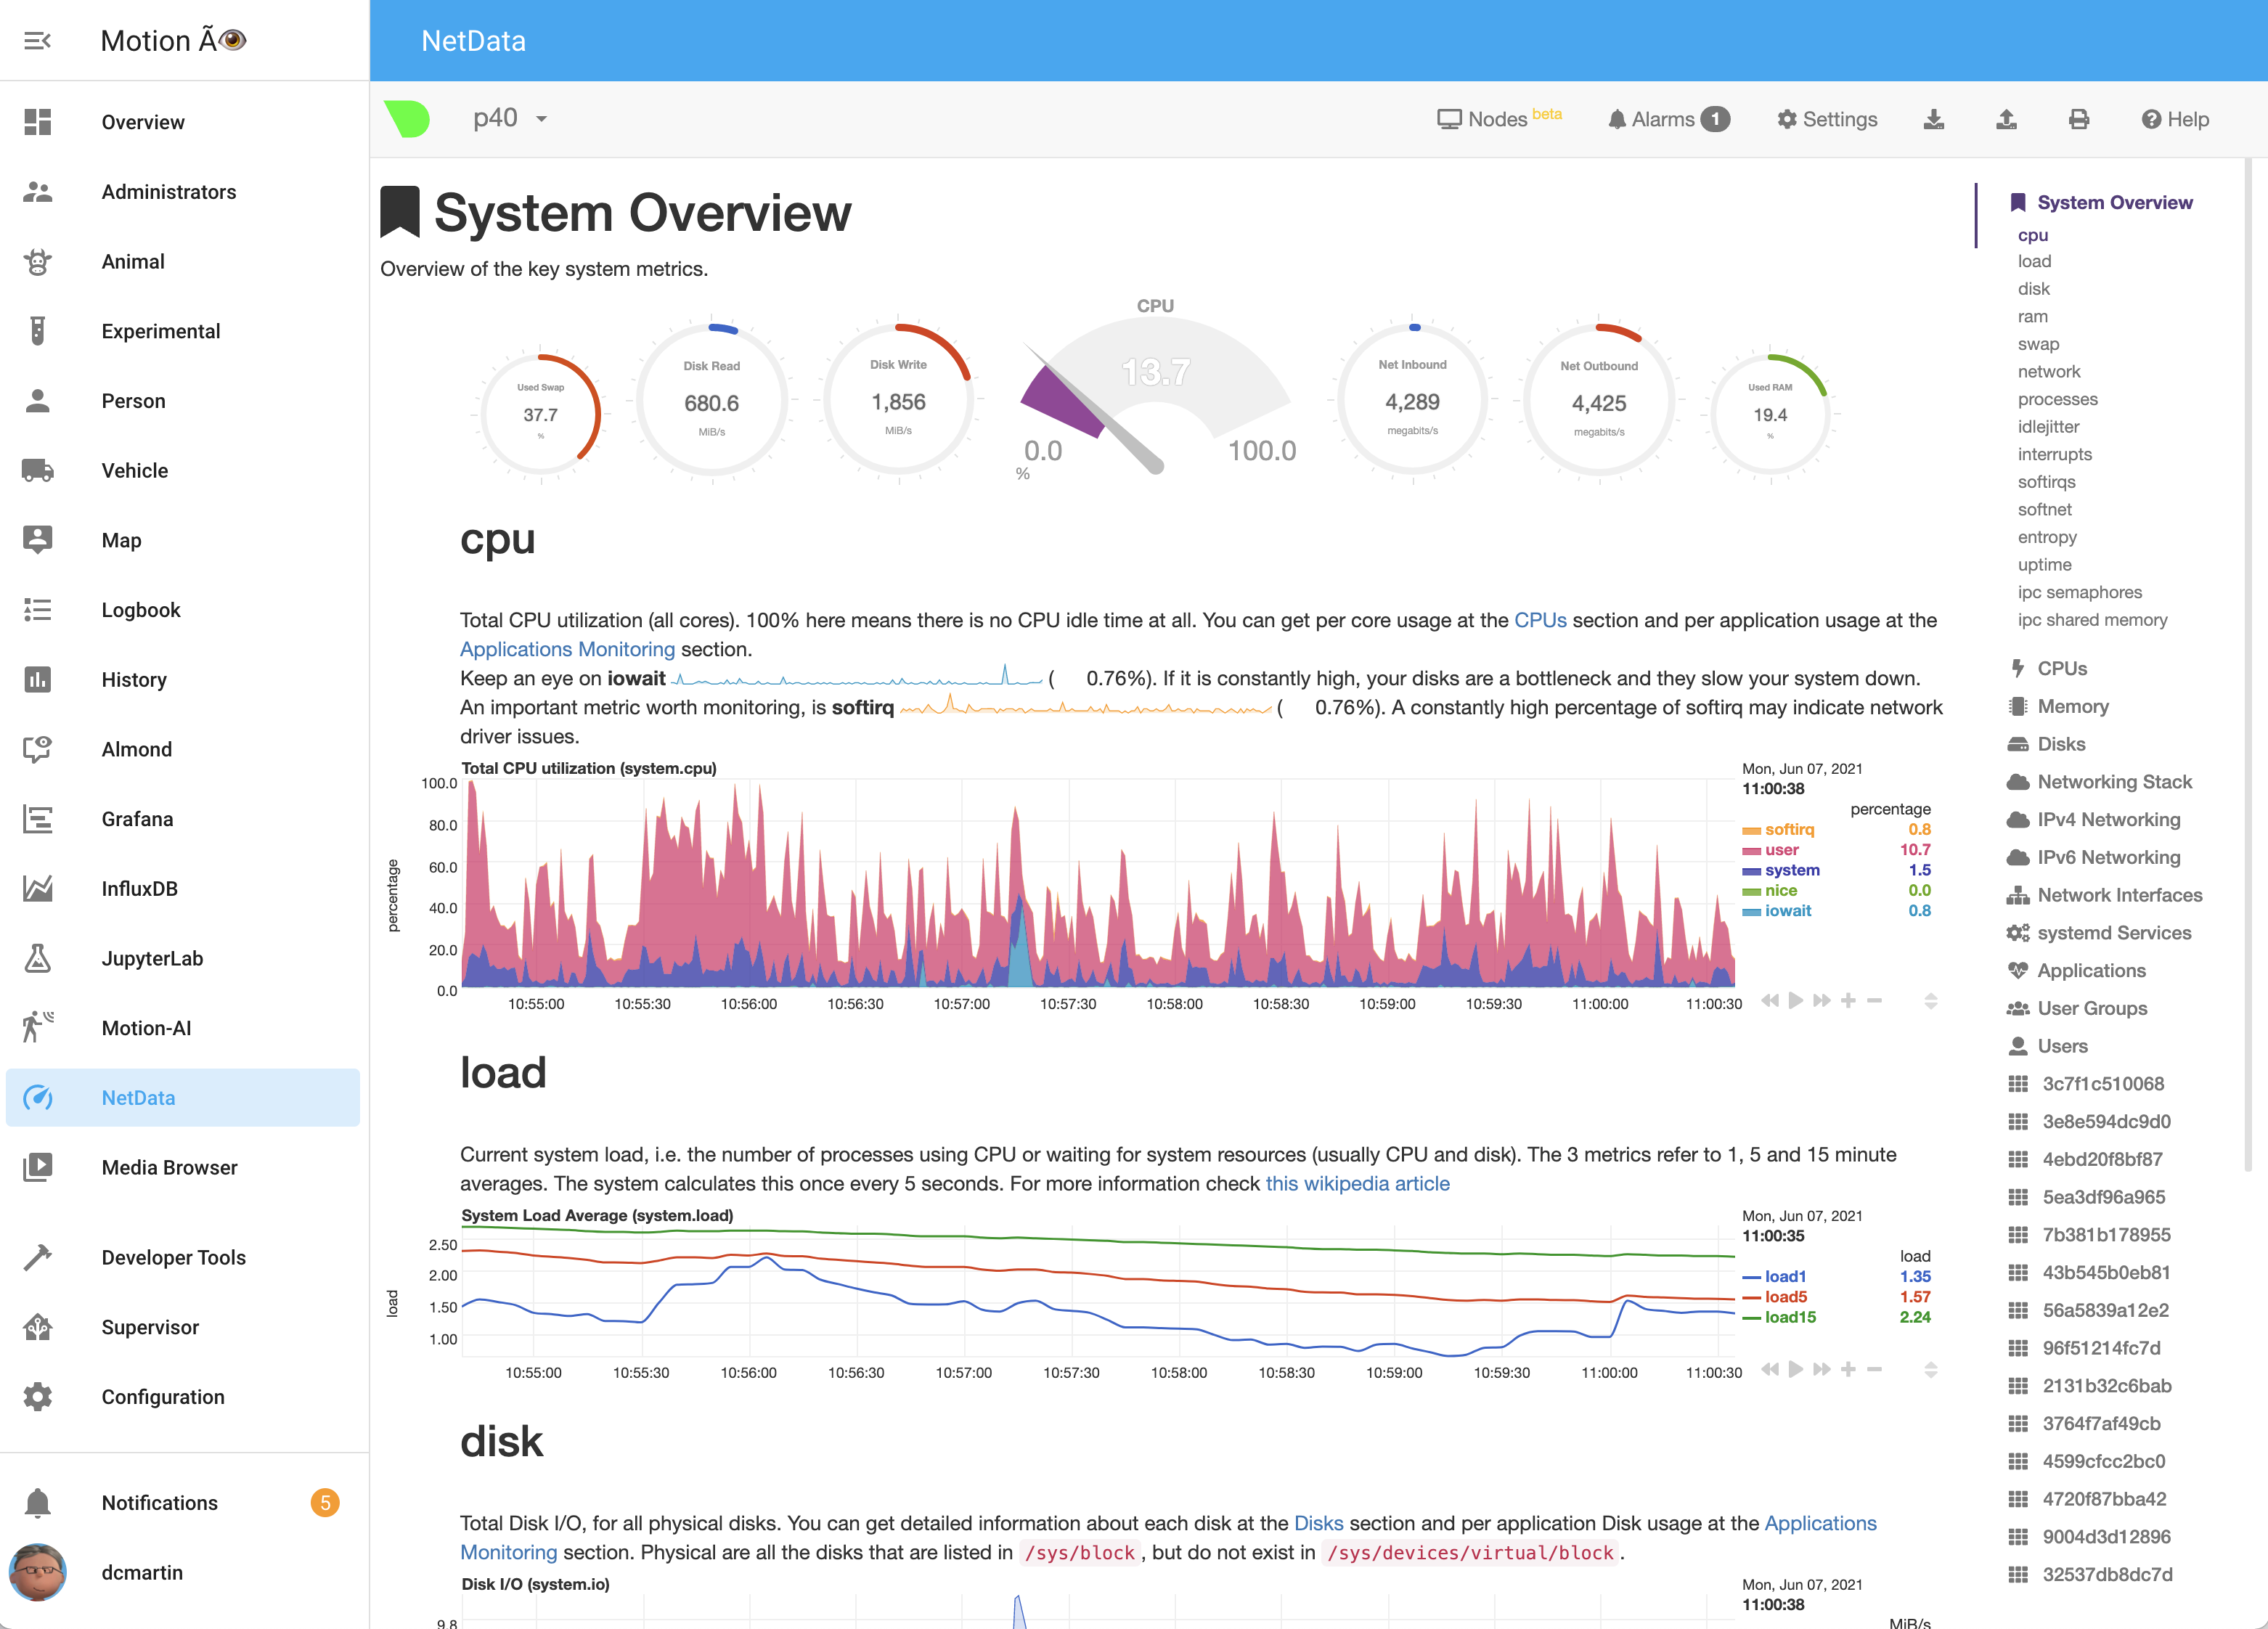 Motion Ã👁
Overview
Administrators
Animal
Experimental
Person
Vehicle
Map
Logbook
History
Almond
Grafana
InfluxDB
JupyterLab
Motion-AI
NetData
Media Browser
Developer Tools
Supervisor
Configuration
Notifications 5
dcmartin
NetData
p40
Nodes beta
Alarms 1
Settings
Help
System Overview
Overview of the key system metrics.
Used Swap
37.7
%
Disk Read
680.6
MiB/s
Disk Write
1,856
MiB/s
CPU
13.7
0.0
100.0
%
Net Inbound
4,289
megabits/s
Net Outbound
4,425
megabits/s
Used RAM
19.4
%
cpu
Total CPU utilization (all cores). 100% here means there is no CPU idle time at all. You can get per core usage at the CPUs section and per application usage at the
Applications Monitoring section.
Keep an eye on iowait ( 0.76%). If it is constantly high, your disks are a bottleneck and they slow your system down.
An important metric worth monitoring, is softirq ( 0.76%). A constantly high percentage of softirq may indicate network
driver issues.
Total CPU utilization (system.cpu)
Mon, Jun 07, 2021
11:00:38
percentage
softirq 0.8
user 10.7
system 1.5
nice 0.0
iowait 0.8
percentage
100.0
80.0
60.0
40.0
20.0
0.0
10:55:00 10:55:30 10:56:00 10:56:30 10:57:00 10:57:30 10:58:00 10:58:30 10:59:00 10:59:30 11:00:00 11:00:30
load
Current system load, i.e. the number of processes using CPU or waiting for system resources (usually CPU and disk). The 3 metrics refer to 1, 5 and 15 minute
averages. The system calculates this once every 5 seconds. For more information check this wikipedia article
System Load Average (system.load)
Mon, Jun 07, 2021
11:00:35
load
load1 1.35
load5 1.57
load15 2.24
load
2.50
2.00
1.50
1.00
10:55:00 10:55:30 10:56:00 10:56:30 10:57:00 10:57:30 10:58:00 10:58:30 10:59:00 10:59:30 11:00:00 11:00:30
disk
Total Disk I/O, for all physical disks. You can get detailed information about each disk at the Disks section and per application Disk usage at the Applications
Monitoring section. Physical are all the disks that are listed in /sys/block, but do not exist in /sys/devices/virtual/block.
Disk I/O (system.io)
Mon, Jun 07, 2021
11:00:38
MiB/s
9.8
System Overview
cpu
load
disk
ram
swap
network
processes
idlejitter
interrupts
softirqs
softnet
entropy
uptime
ipc semaphores
ipc shared memory
CPUs
Memory
Disks
Networking Stack
IPv4 Networking
IPv6 Networking
Network Interfaces
systemd Services
Applications
User Groups
Users
3c7f1c510068
3e8e594dc9d0
4ebd20f8bf87
5ea3df96a965
7b381b178955
43b545b0eb81
56a5839a12e2
96f51214fc7d
2131b32c6bab
3764f7af49cb
4599cfcc2bc0
4720f87bba42
9004d3d12896
32537db8dc7d